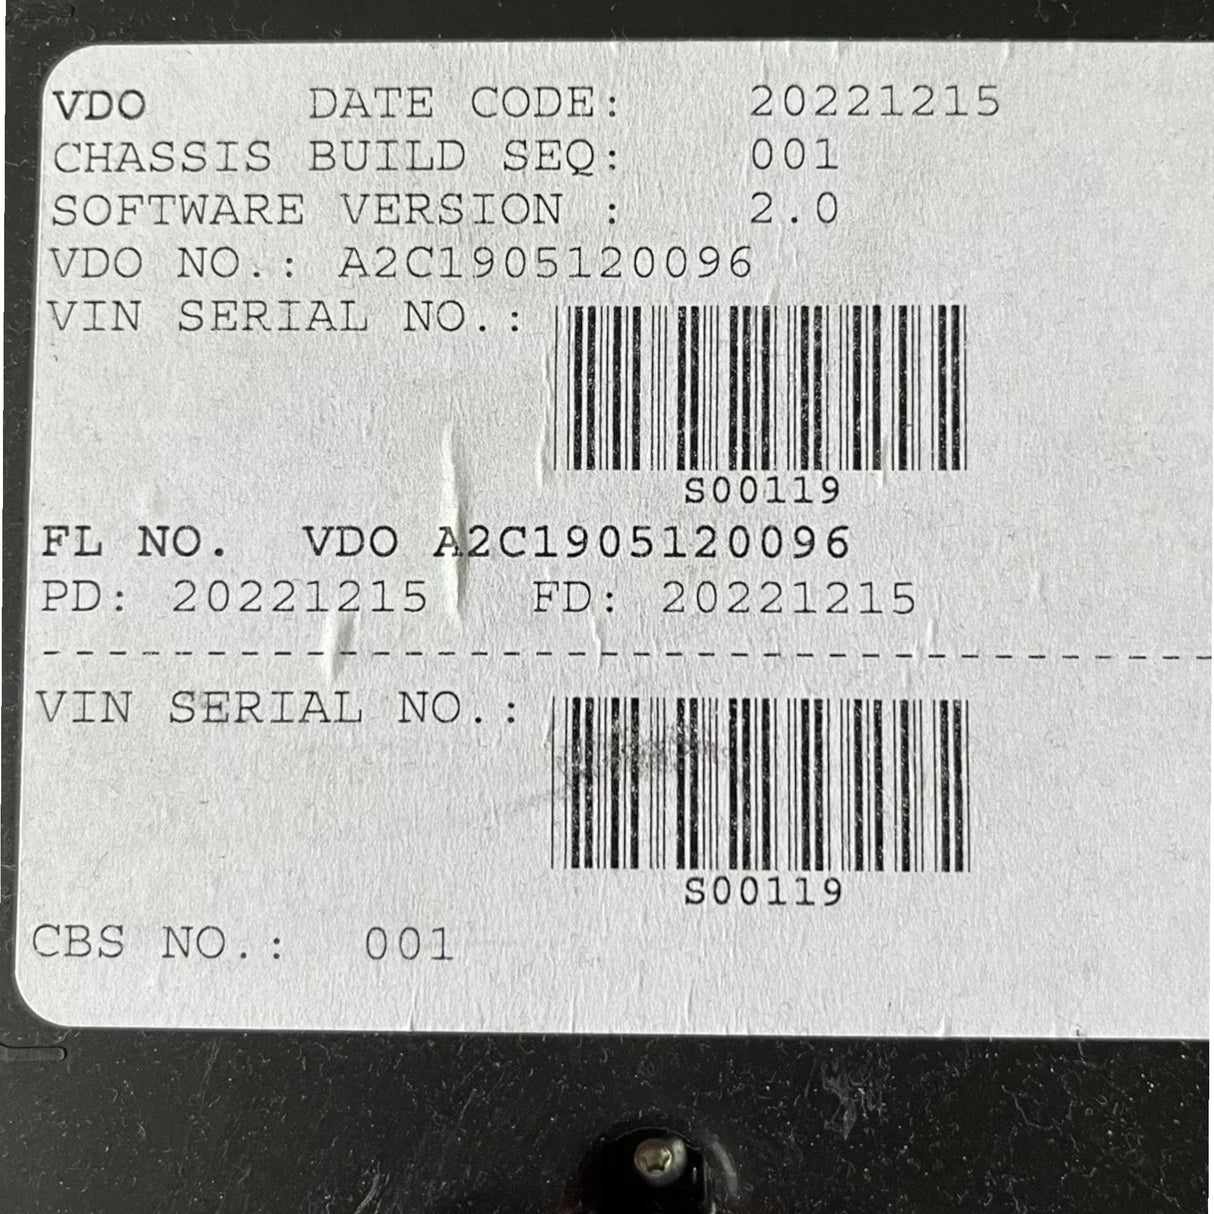 VDO DATE CODE: 20221215
CHASSIS BUILD SEQ: 001
SOFTWARE VERSION : 2.0
VDO NO.: A2C1905120096
VIN SERIAL NO.:
S00119
FL NO. VDO A2C1905120096
PD: 20221215 FD: 20221215
VIN SERIAL NO.:
S00119
CBS NO.: 001